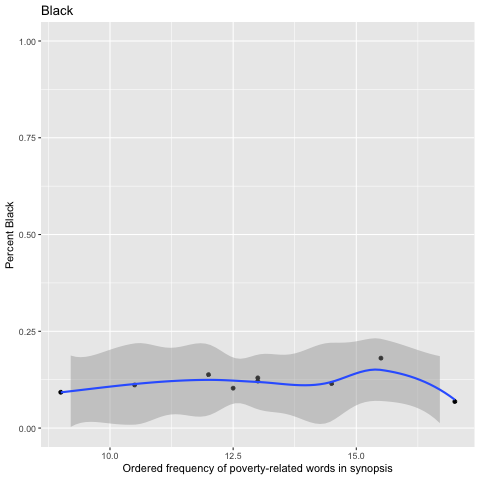 Black
1.00
0.75
0.50
0.25
0.00
Percent Black
10.0 12.5 15.0
Ordered frequency of poverty-related words in synopsis